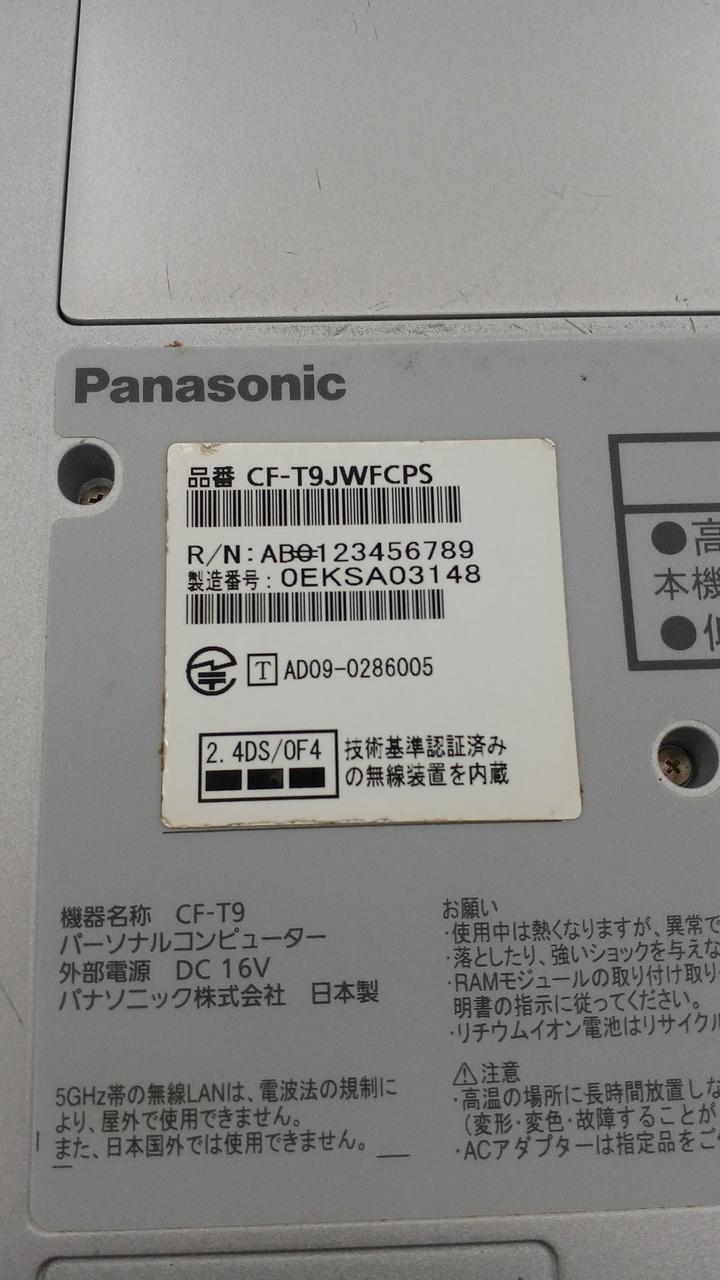 Panasonic
品番 CF-T9JWFCPS
R/N: AB0123456789
製造番号: 0EKSA03148
T AD09-0286005
2.4DS/OF4
技術基準認証済み
の無線装置を内蔵
●高
本機
●低
機器名称 CF-T9
パーソナルコンピューター
外部電源 DC 16V
パナソニック株式会社 日本製
5GHz帯の無線LANは、電波法の規制に
より、屋外で使用できません。
また、日本国外では使用できません。
お願い
・使用中は熱くなりますが、異常で
・落としたり、強いショックを与えな
・RAMモジュールの取り付け取り
明書の指示に従ってください。
・リチウムイオン電池はリサイクル
⚠注意
・高温の場所に長時間放置しな
(変形・変色・故障することが
・ACアダプターは指定品をご